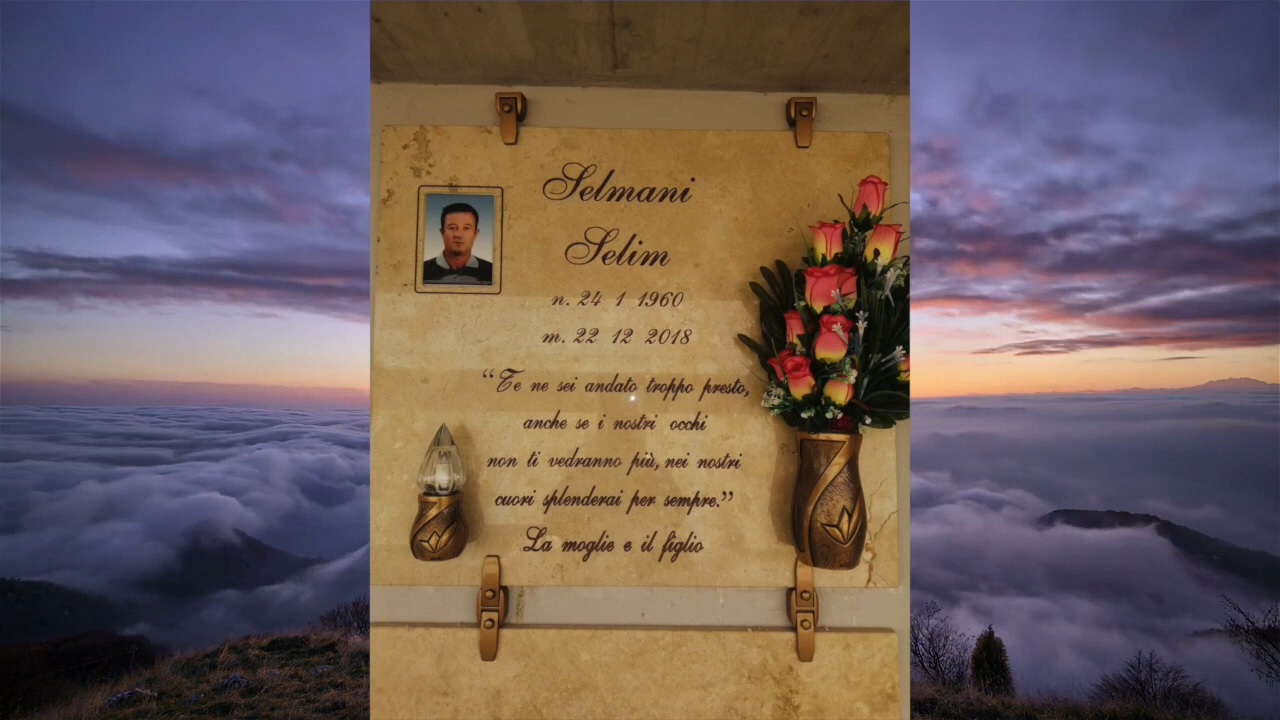 Selmani
Selim
n. 24 1 1960
m. 22 12 2018
“Te ne sei andato troppo presto,
anche se i nostri occhi
non ti vedranno più, nei nostri
cuori splenderai per sempre.”
La moglie e il figlio